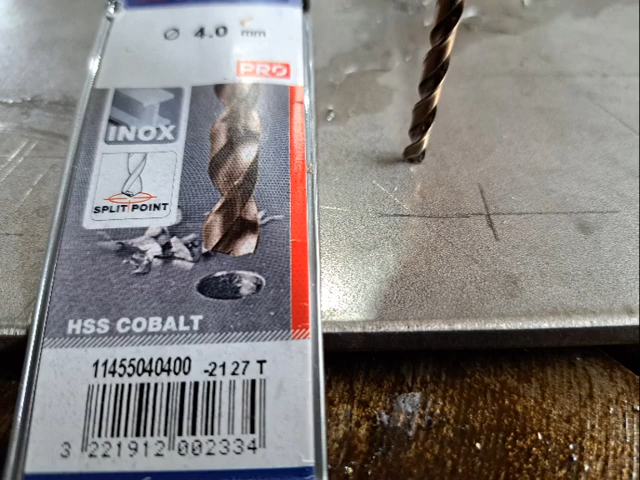 Ø 4.0 mm
PRO
INOX
SPLIT POINT
HSS COBALT
11455040400 -2127 T
3 221912 002334